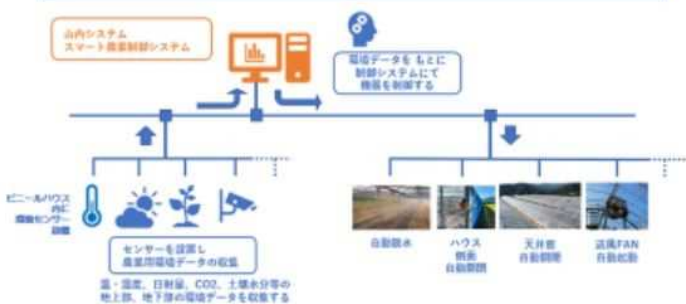 山内システム
スマート農業制御システム
環境データをもとに
制御システムにて
機器を制御する
ビニールハウス
内に
環境センサー
設置
センサーを設置し
農業用環境データの収集
温・湿度、日射量、CO2、土壌水分等の
地上部、地下部の環境データを収集する
自動散水
ハウス
側面
自動開閉
天井窓
自動開閉
送風FAN
自動起動